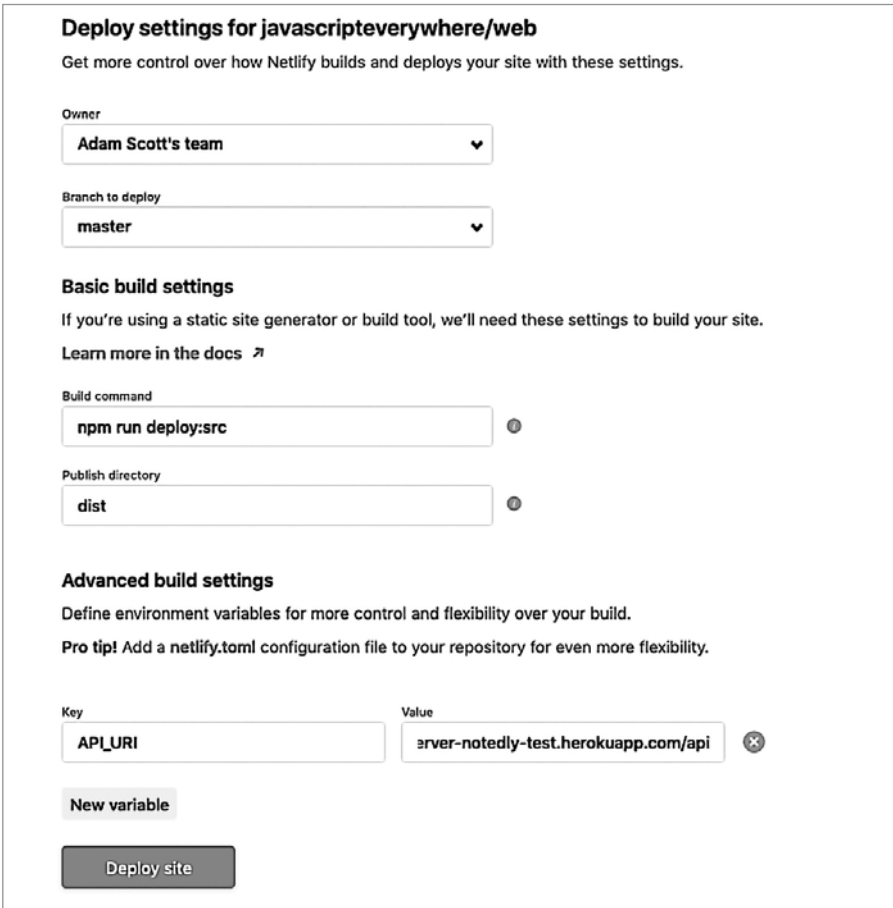 Deploy settings for javascripteverywhere/web
Get more control over how Netlify builds and deploys your site with these settings.
Owner
Adam Scott's team
Branch to deploy
master
Basic build settings
If you're using a static site generator or build tool, we'll need these settings to build your site.
Learn more in the docs ↗
Build command
npm run deploy:src
Publish directory
dist
Advanced build settings
Define environment variables for more control and flexibility over your build.
Pro tip! Add a netlify.toml configuration file to your repository for even more flexibility.
Key Value
API_URI erver-notedly-test.herokuapp.com/api
New variable
Deploy site